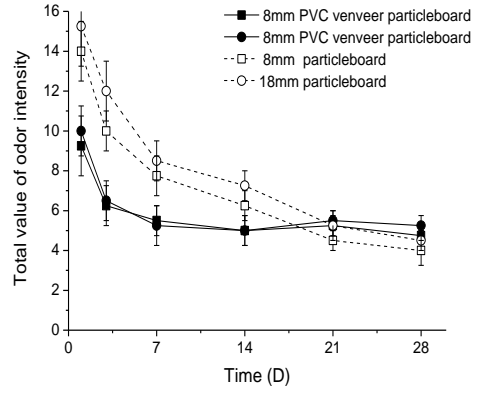 8mm PVC venveer particleboard
8mm PVC venveer particleboard
8mm particleboard
18mm particleboard
Total value of odor intensity
16
14
12
10
8
6
4
2
0
0 7 14 21 28
Time (D)